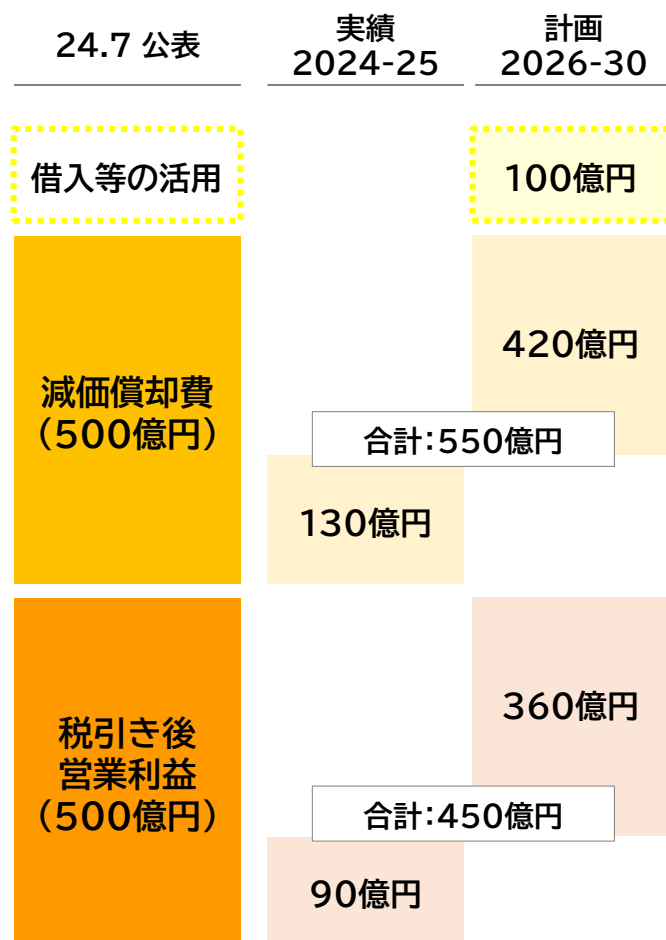 24.7 公表
実績
2024-25
計画
2026-30
借入等の活用
100億円
減価償却費
（500億円）
420億円
合計：550億円
130億円
税引き後
営業利益
（500億円）
360億円
合計：450億円
90億円